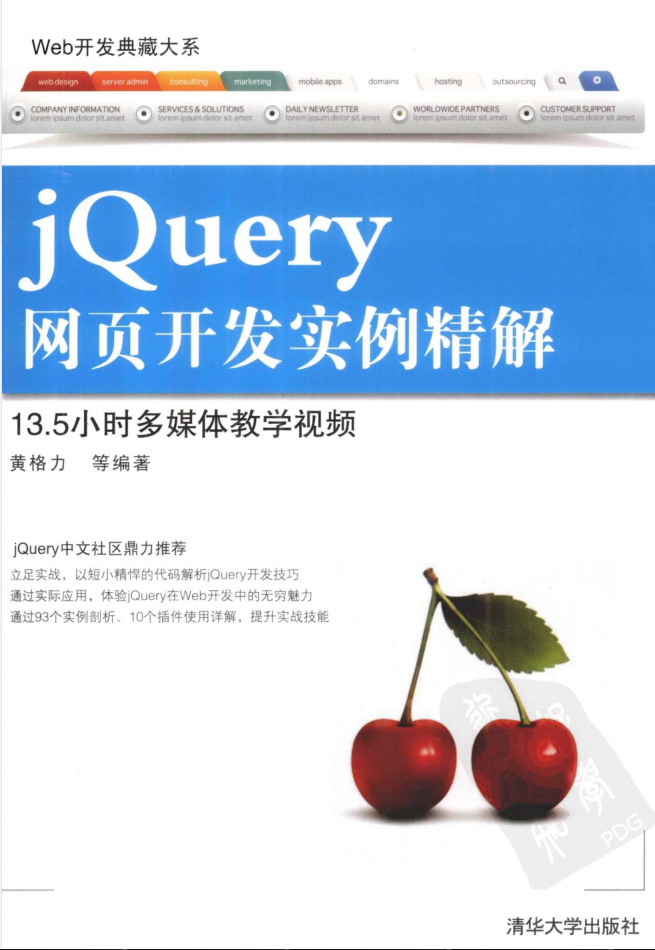 Web开发典藏大系
web design server admin consulting marketing mobile apps domains hosting outsourcing
COMPANY INFORMATION SERVICES & SOLUTIONS DAILY NEWSLETTER WORLDWIDE PARTNERS CUSTOMER SUPPORT
lorem ipsum dolor sit amet lorem ipsum dolor sit amet lorem ipsum dolor sit amet lorem ipsum dolor sit amet lorem ipsum dolor sit amet
jQuery
网页开发实例精解
13.5小时多媒体教学视频
黄格力 等编著
jQuery中文社区鼎力推荐
立足实战，以短小精悍的代码解析jQuery开发技巧
通过实际应用，体验jQuery在Web开发中的无穷魅力
通过93个实例剖析、10个插件使用详解，提升实战技能
PDG
清华大学出版社